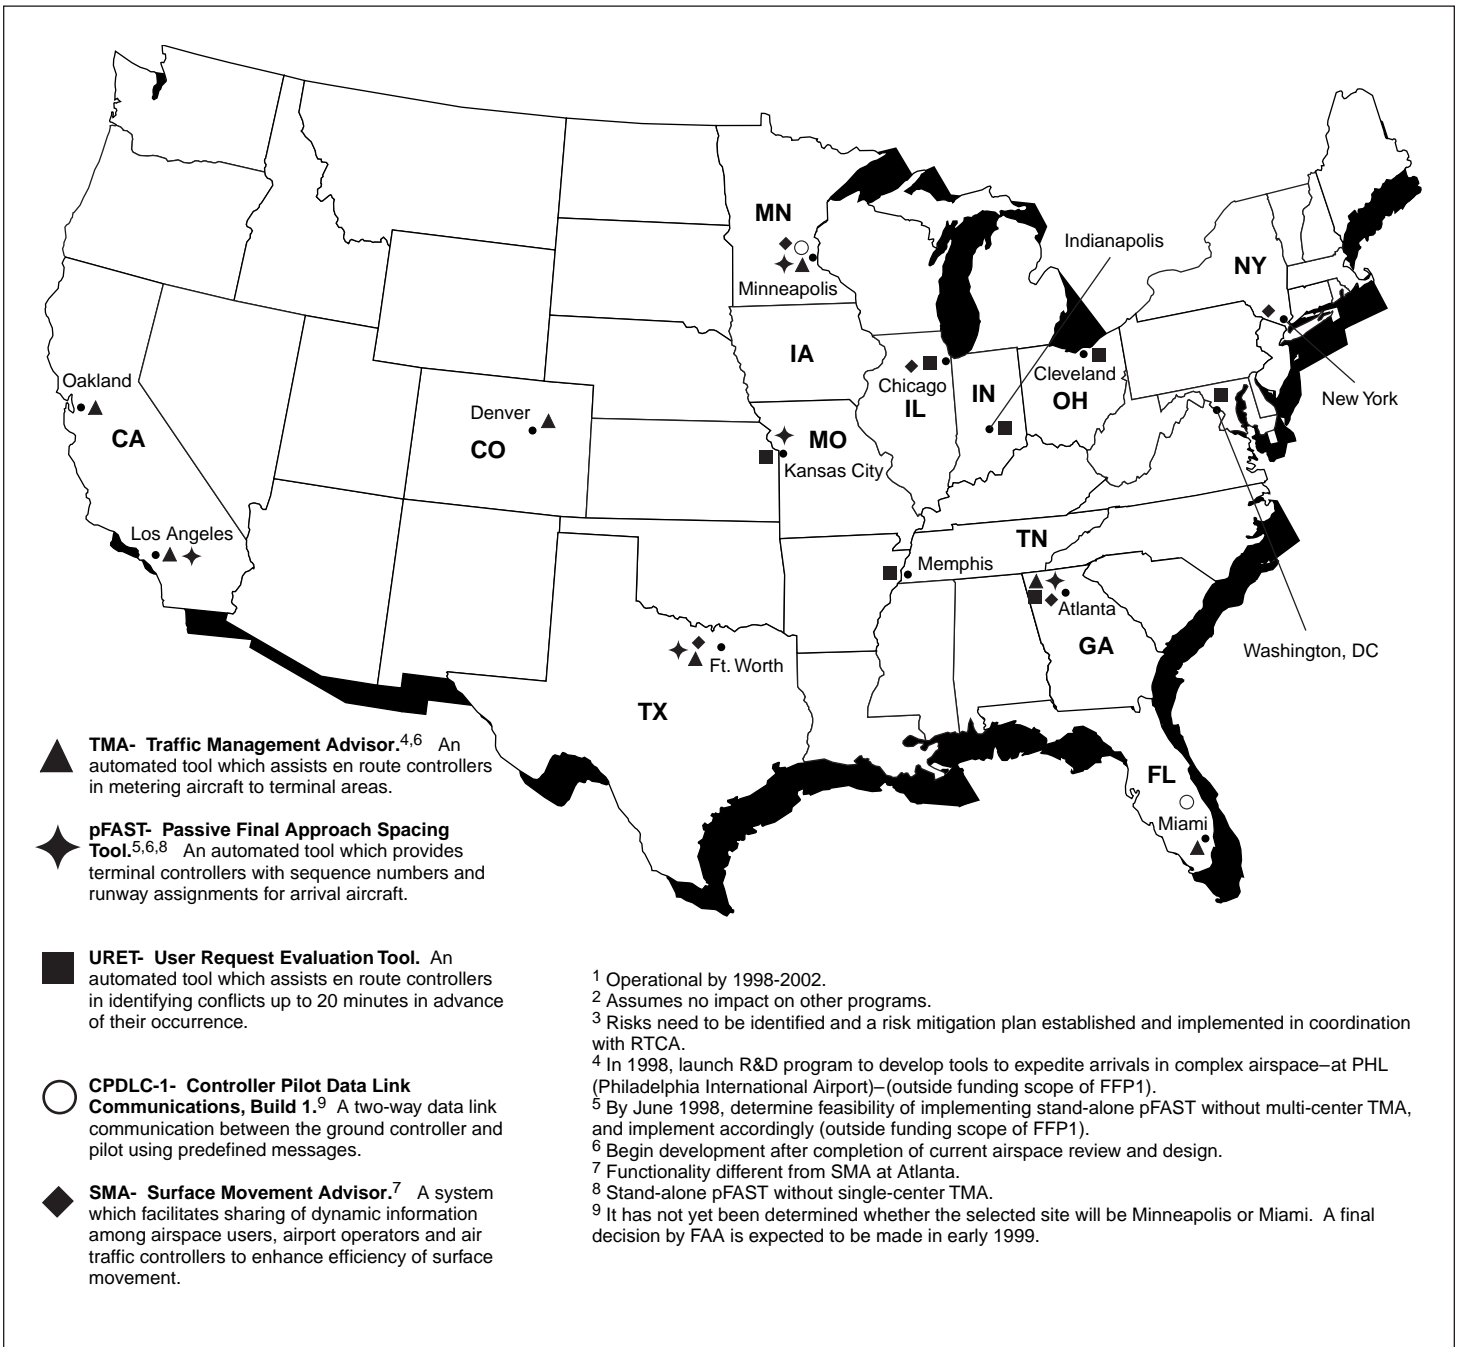 MN
Minneapolis
Indianapolis
NY
IA
Chicago
IL
IN
Cleveland
OH
New York
Oakland
CA
Denver
CO
MO
Kansas City
Los Angeles
TN
Memphis
Atlanta
GA
Washington, DC
Ft. Worth
TX
FL
Miami
TMA- Traffic Management Advisor.4,6 An
automated tool which assists en route controllers
in metering aircraft to terminal areas.
pFAST- Passive Final Approach Spacing
Tool.5,6,8 An automated tool which provides
terminal controllers with sequence numbers and
runway assignments for arrival aircraft.
URET- User Request Evaluation Tool. An
automated tool which assists en route controllers
in identifying conflicts up to 20 minutes in advance
of their occurrence.
CPDLC-1- Controller Pilot Data Link
Communications, Build 1.9 A two-way data link
communication between the ground controller and
pilot using predefined messages.
SMA- Surface Movement Advisor.7 A system
which facilitates sharing of dynamic information
among airspace users, airport operators and air
traffic controllers to enhance efficiency of surface
movement.
1 Operational by 1998-2002.
2 Assumes no impact on other programs.
3 Risks need to be identified and a risk mitigation plan established and implemented in coordination
with RTCA.
4 In 1998, launch R&D program to develop tools to expedite arrivals in complex airspace–at PHL
(Philadelphia International Airport)–(outside funding scope of FFP1).
5 By June 1998, determine feasibility of implementing stand-alone pFAST without multi-center TMA,
and implement accordingly (outside funding scope of FFP1).
6 Begin development after completion of current airspace review and design.
7 Functionality different from SMA at Atlanta.
8 Stand-alone pFAST without single-center TMA.
9 It has not yet been determined whether the selected site will be Minneapolis or Miami. A final
decision by FAA is expected to be made in early 1999.